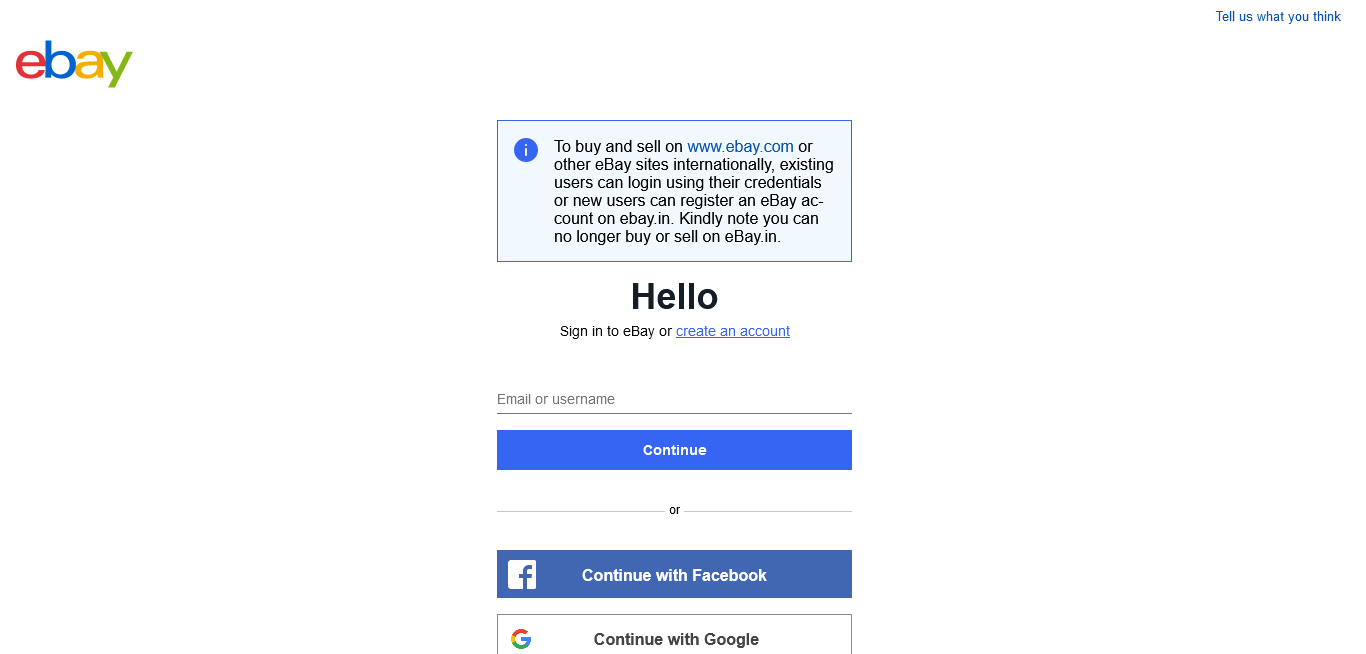 Tell us what you think
ebay
To buy and sell on www.ebay.com or
other eBay sites internationally, existing
users can login using their credentials
or new users can register an eBay ac-
count on ebay.in. Kindly note you can
no longer buy or sell on eBay.in.
Hello
Sign in to eBay or create an account
Email or username
Continue
or
Continue with Facebook
Continue with Google